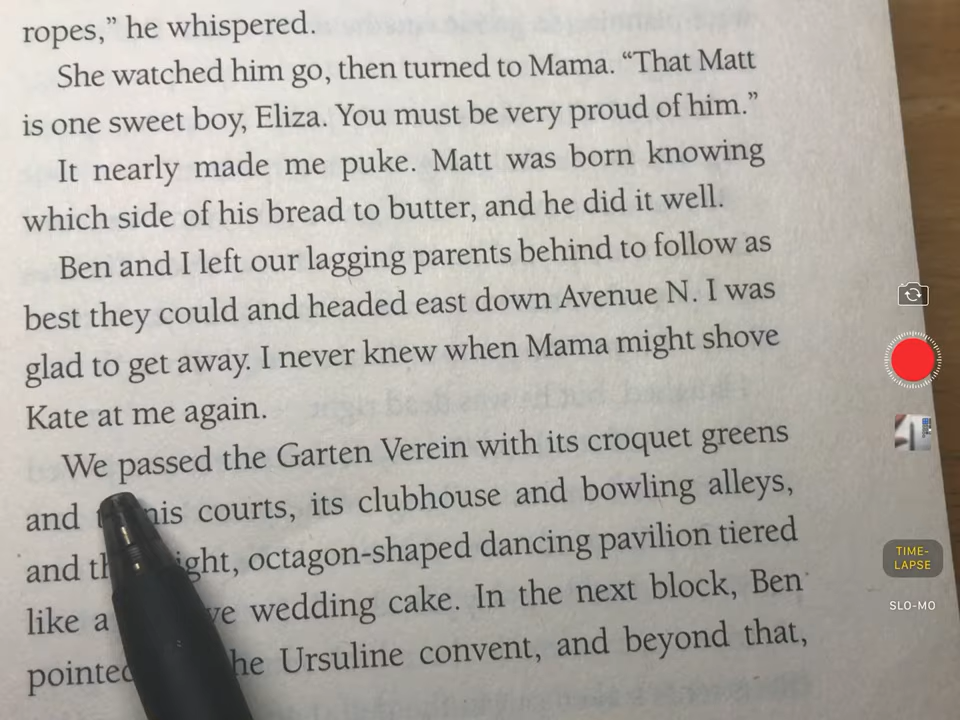 ropes,” he whispered.
She watched him go, then turned to Mama. “That Matt
is one sweet boy, Eliza. You must be very proud of him.”
It nearly made me puke. Matt was born knowing
which side of his bread to butter, and he did it well.
Ben and I left our lagging parents behind to follow as
best they could and headed east down Avenue N. I was
glad to get away. I never knew when Mama might shove
Kate at me again.
We passed the Garten Verein with its croquet greens
and courts, its clubhouse and bowling alleys,
and octagon-shaped dancing pavilion tiered
like a wedding cake. In the next block, Ben
Ursuline convent, and beyond that,
TIME-
LAPSE
SLO-MO